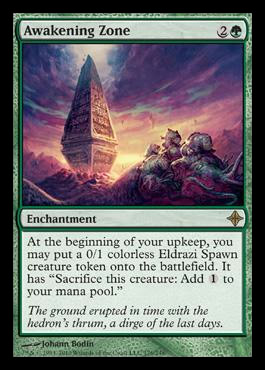 Awakening Zone 2
Enchantment
At the beginning of your upkeep, you
may put a 0/1 colorless Eldrazi Spawn
creature token onto the battlefield. It
has “Sacrifice this creature: Add 1 to
your mana pool.”
The ground erupted in time with the
hedron's thrum, a dirge of the last days.
Johann Bodin